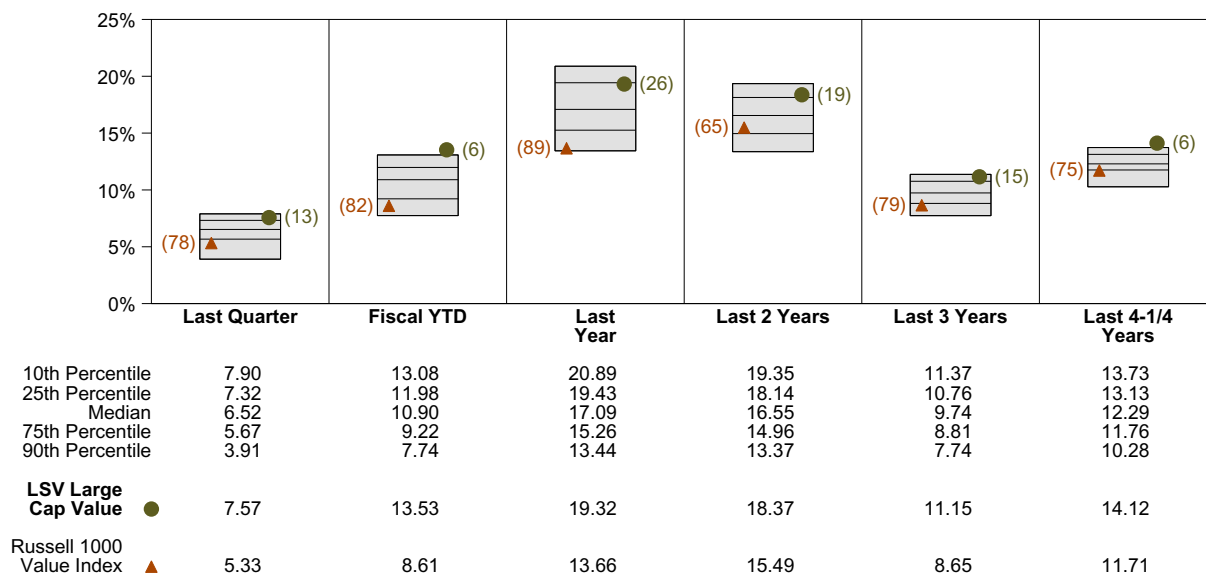 25%
20%
15%
10%
5%
0%
(78) (13)
(82) (6)
(89) (26)
(65) (19)
(79) (15)
(75) (6)
Last Quarter Fiscal YTD Last Last 2 Years Last 3 Years Last 4-1/4
Year Years
10th Percentile 7.90 13.08 20.89 19.35 11.37 13.73
25th Percentile 7.32 11.98 19.43 18.14 10.76 13.13
Median 6.52 10.90 17.09 16.55 9.74 12.29
75th Percentile 5.67 9.22 15.26 14.96 8.81 11.76
90th Percentile 3.91 7.74 13.44 13.37 7.74 10.28
LSV Large
Cap Value 7.57 13.53 19.32 18.37 11.15 14.12
Russell 1000
Value Index 5.33 8.61 13.66 15.49 8.65 11.71